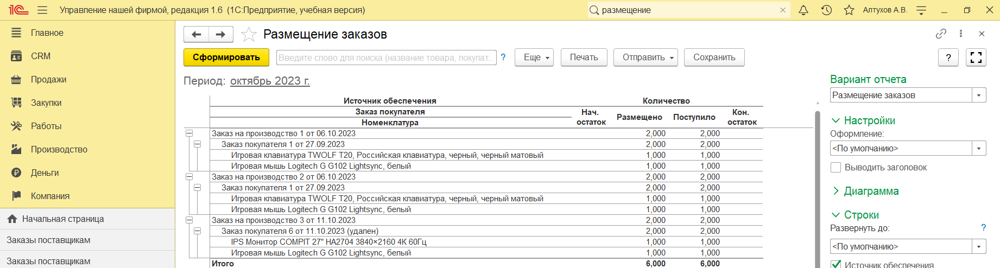 1С Управление нашей фирмой, редакция 1.6 (1С:Предприятие, учебная версия) размещение Алтухов А.В.
Главное
CRM
Продажи
Закупки
Работы
Производство
Деньги
Компания
Начальная страница
Заказы поставщикам
Заказы поставщикам
Размещение заказов
Сформировать Введите слово для поиска (название товара, покупат... ? Еще Печать Отправить Сохранить ?
Период: октябрь 2023 г.
Источник обеспечения Количество
Заказ покупателя Нач. остаток Размещено Поступило Кон. остаток
Номенклатура
Заказ на производство 1 от 06.10.2023 2,000 2,000
Заказ покупателя 1 от 27.09.2023 2,000 2,000
Игровая клавиатура TWOLF T20, Российская клавиатура, черный, черный матовый 1,000 1,000
Игровая мышь Logitech G G102 Lightsync, белый 1,000 1,000
Заказ на производство 2 от 06.10.2023 2,000 2,000
Заказ покупателя 1 от 27.09.2023 2,000 2,000
Игровая клавиатура TWOLF T20, Российская клавиатура, черный, черный матовый 1,000 1,000
Игровая мышь Logitech G G102 Lightsync, белый 1,000 1,000
Заказ на производство 3 от 11.10.2023 2,000 2,000
Заказ покупателя 6 от 11.10.2023 (удален) 2,000 2,000
IPS Монитор COMPIT 27" HA2704 3840×2160 4К 60Гц 1,000 1,000
Игровая мышь Logitech G G102 Lightsync, белый 1,000 1,000
Итого 6,000 6,000
Вариант отчета
Размещение заказов
Настройки
Оформление:
<По умолчанию>
Выводить заголовок
Диаграмма
Строки
Развернуть до: ?
<По умолчанию>
Источник обеспечения